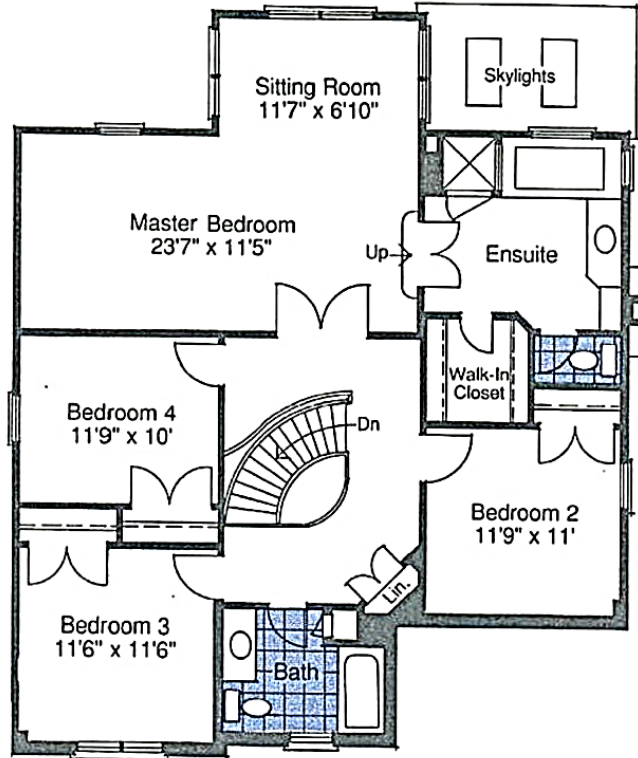 Sitting Room
11'7" x 6'10"
Skylights
Master Bedroom
23'7" x 11'5"
Up
Ensuite
Walk-In
Closet
Bedroom 4
11'9" x 10'
Dn
Bedroom 2
11'9" x 11'
Lin.
Bedroom 3
11'6" x 11'6"
Bath